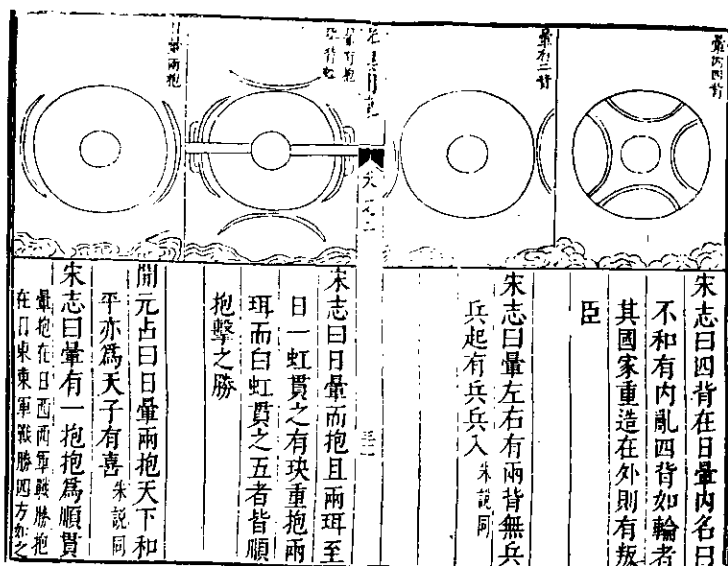 暈內四背
宋志曰四背在日暈內名曰
不和有內亂四背如輪者
其國家重造在外則有叛
臣
暈有二背
宋志曰暈左右有兩背無兵
兵起有兵兵入朱說同
天
暈有抱
宋志曰日暈而抱且兩珥至
日一虹貫之有玦重抱兩
珥而白虹貫之五者皆順
抱擊之勝
日暈兩抱
開元占曰日暈兩抱天下和
平亦為天子有喜朱說同
宋志曰暈有一抱抱為順貫
暈抱在日西西軍戰勝抱
在日東東軍戰勝四方如之